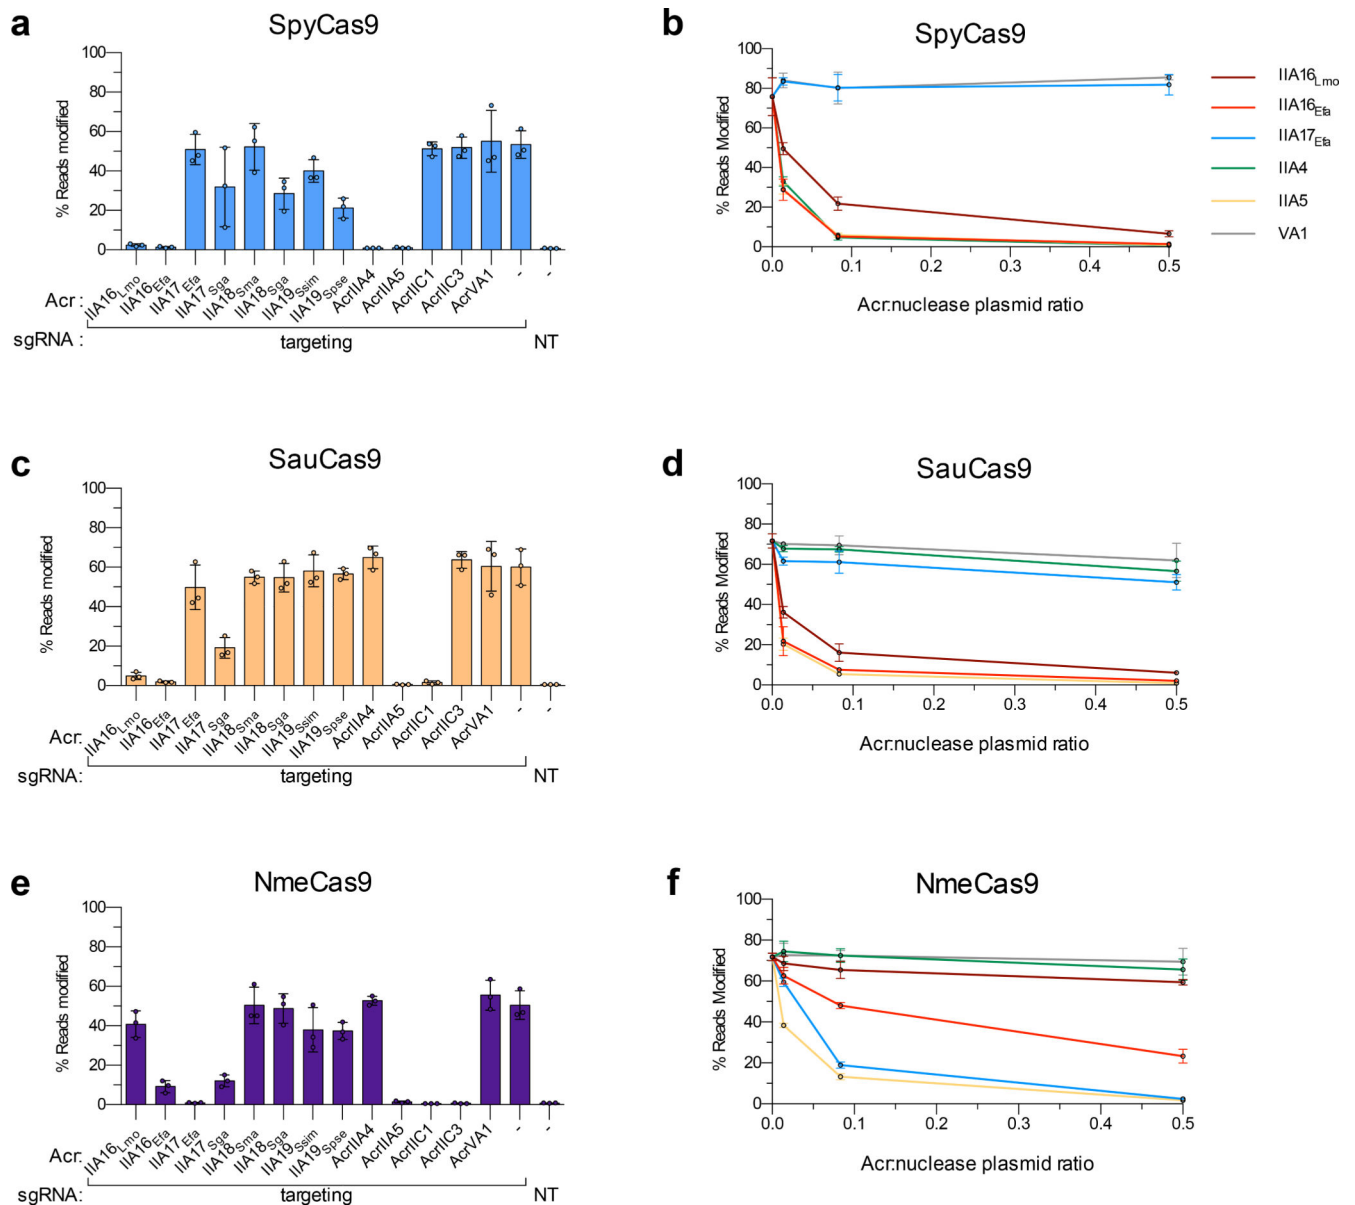 a
SpyCas9
% Reads modified
100
80
60
40
20
0
Acr :
IIA16Lmo
IIA16Efa
IIA17Efa
IIA17Sga
IIA18Sma
IIA18Sga
IIA19Ssim
IIA19Spse
AcrIIA4
AcrIIA5
AcrIIC1
AcrIIC3
AcrVA1
-
-
sgRNA :
targeting
NT
b
SpyCas9
% Reads Modified
100
80
60
40
20
0
0.0 0.1 0.2 0.3 0.4 0.5
Acr:nuclease plasmid ratio
IIA16Lmo
IIA16Efa
IIA17Efa
IIA4
IIA5
VA1
c
SauCas9
% Reads modified
100
80
60
40
20
0
Acr:
IIA16Lmo
IIA16Efa
IIA17Efa
IIA17Sga
IIA18Sma
IIA18Sga
IIA19Ssim
IIA19Spse
AcrIIA4
AcrIIA5
AcrIIC1
AcrIIC3
AcrVA1
-
-
sgRNA:
targeting
NT
d
SauCas9
% Reads Modified
100
80
60
40
20
0
0.0 0.1 0.2 0.3 0.4 0.5
Acr:nuclease plasmid ratio
e
NmeCas9
% Reads modified
100
80
60
40
20
0
Acr:
IIA16Lmo
IIA16Efa
IIA17Efa
IIA17Sga
IIA18Sma
IIA18Sga
IIA19Ssim
IIA19Spse
AcrIIA4
AcrIIA5
AcrIIC1
AcrIIC3
AcrVA1
-
-
sgRNA:
targeting
NT
f
NmeCas9
% Reads Modified
100
80
60
40
20
0
0.0 0.1 0.2 0.3 0.4 0.5
Acr:nuclease plasmid ratio